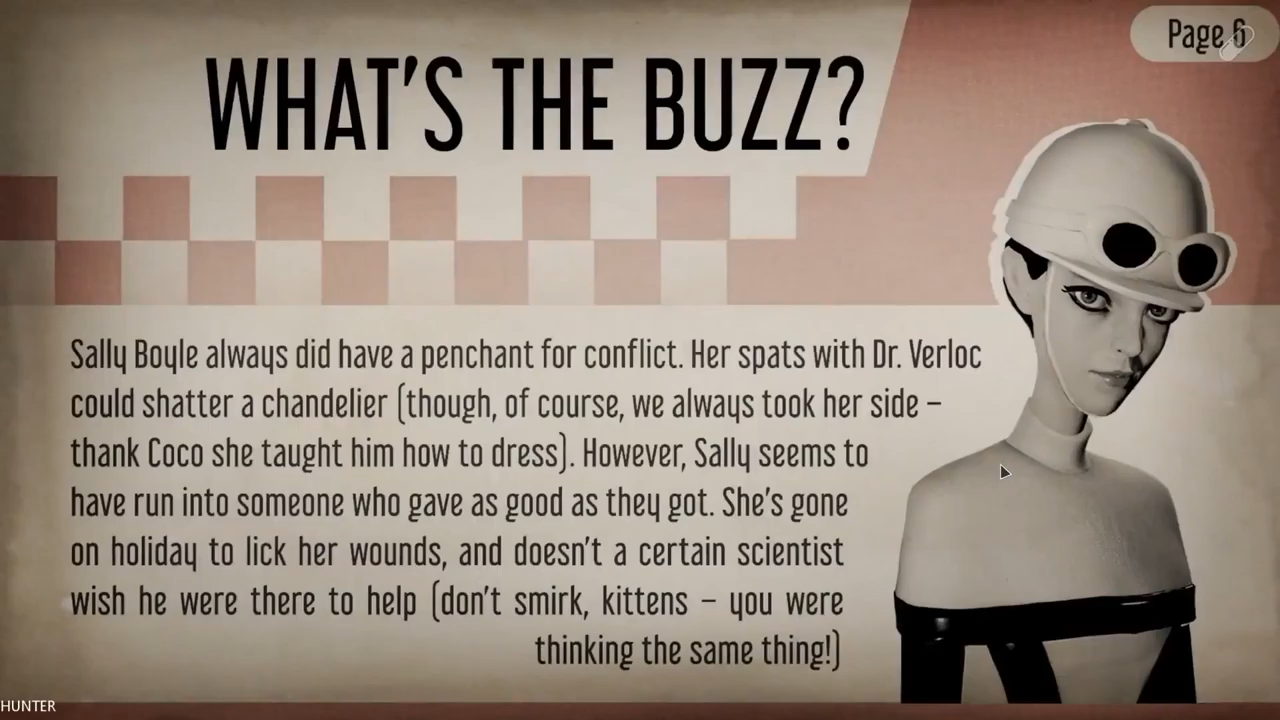 Page 6
WHAT'S THE BUZZ?
Sally Boyle always did have a penchant for conflict. Her spats with Dr. Verloc
could shatter a chandelier (though, of course, we always took her side –
thank Coco she taught him how to dress). However, Sally seems to
have run into someone who gave as good as they got. She's gone
on holiday to lick her wounds, and doesn't a certain scientist
wish he were there to help (don't smirk, kittens – you were
thinking the same thing!)
HUNTER